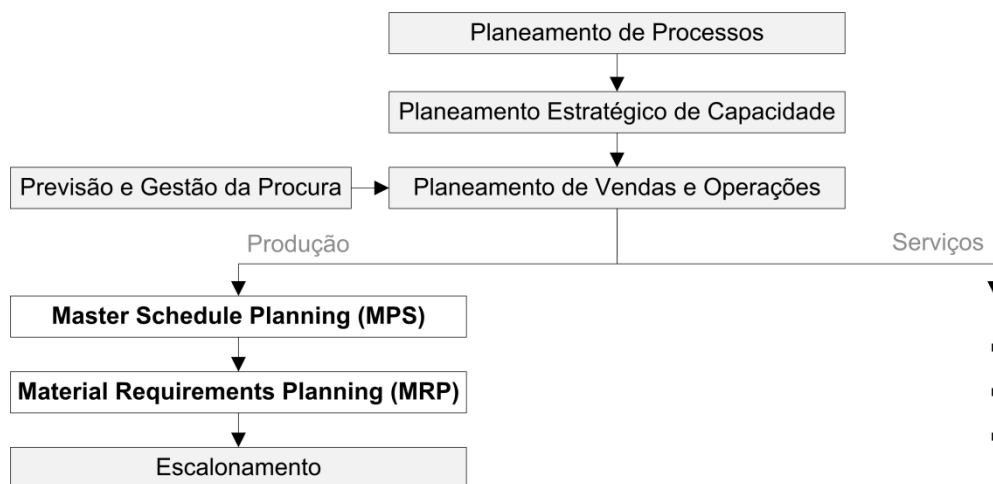 Planeamento de Processos
Planeamento Estratégico de Capacidade
Previsão e Gestão da Procura
Planeamento de Vendas e Operações
Produção
Serviços
Master Schedule Planning (MPS)
Material Requirements Planning (MRP)
Escalonamento